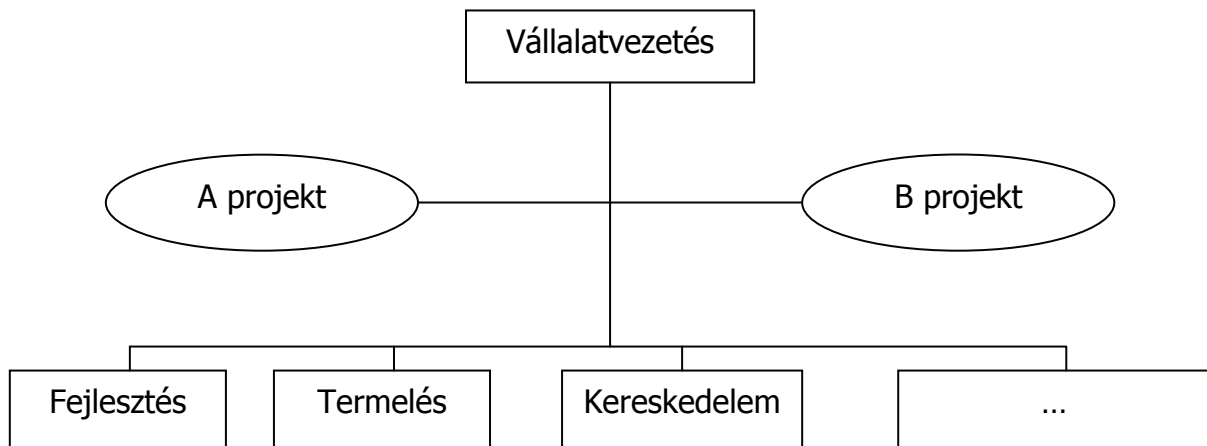 Vállalatvezetés
A projekt
B projekt
Fejlesztés
Termelés
Kereskedelem
...